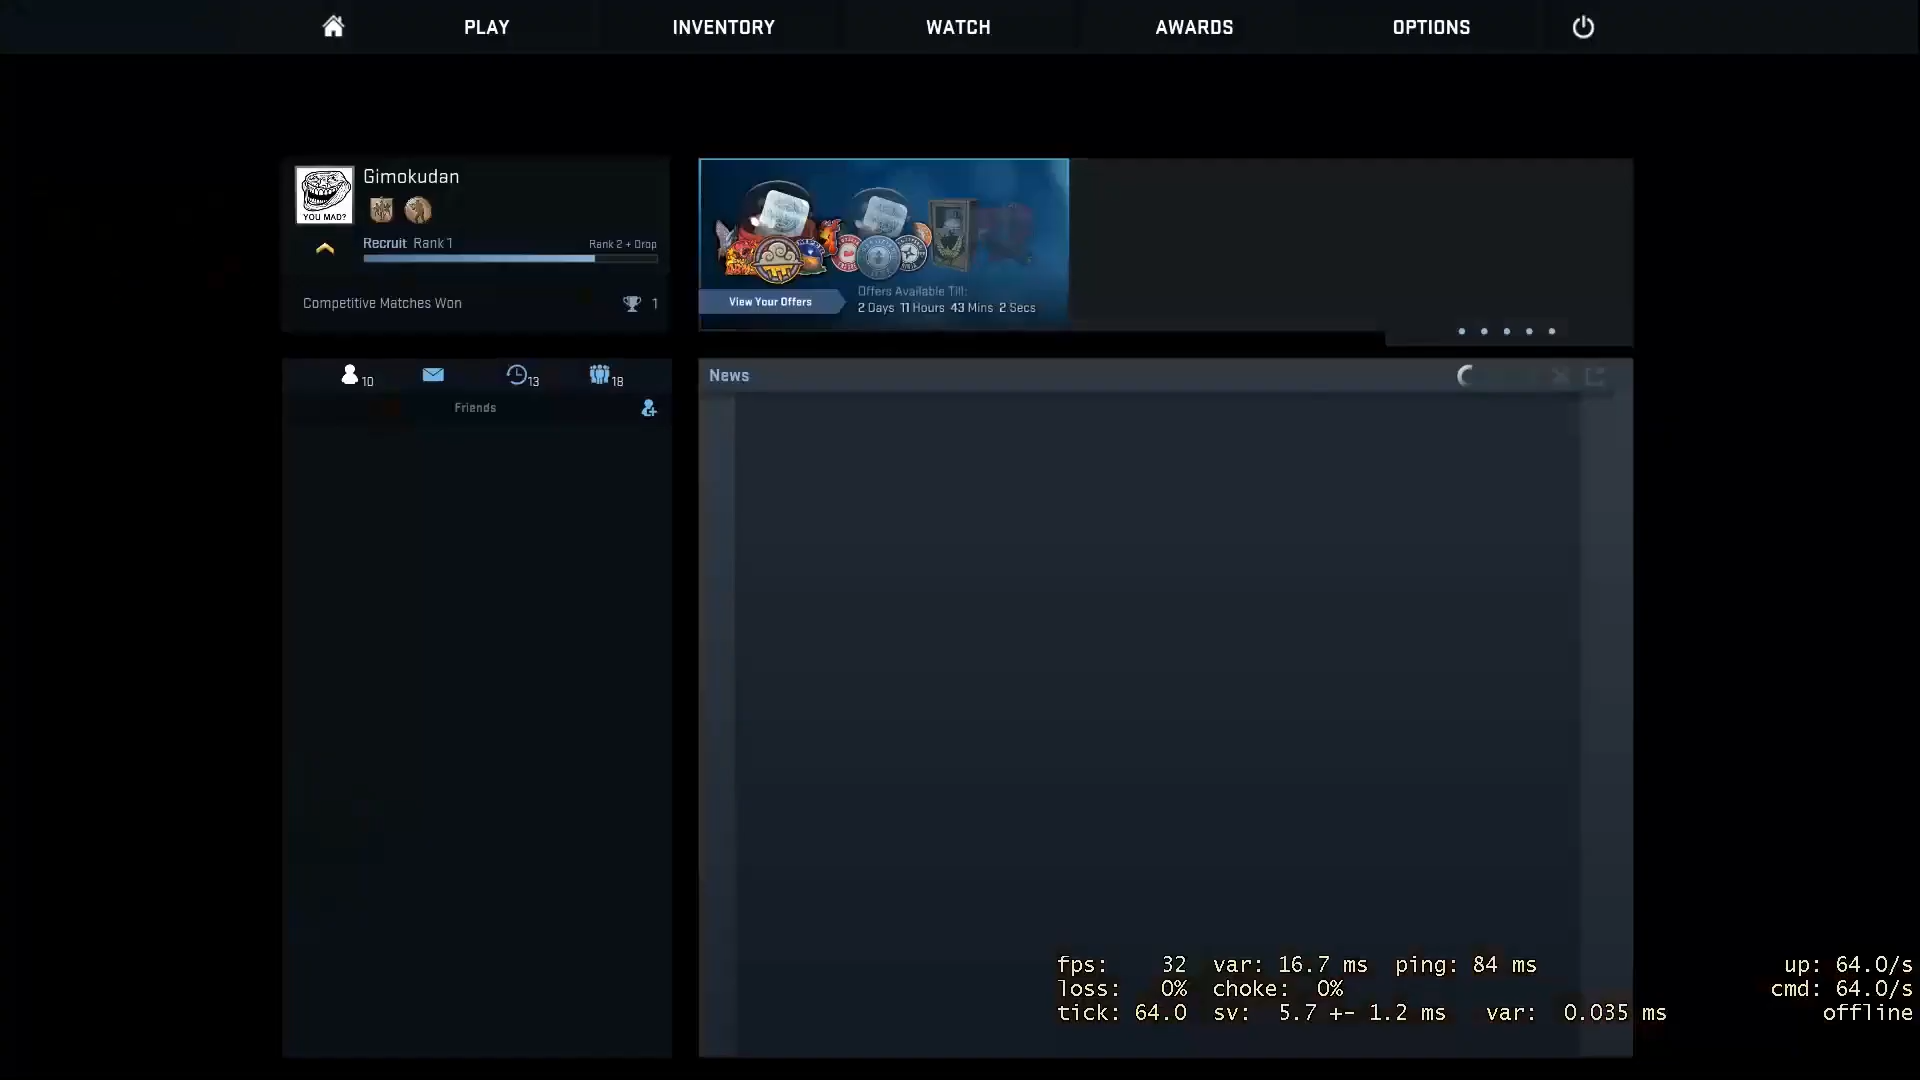 PLAY
INVENTORY
WATCH
AWARDS
OPTIONS
Gimokudan
YOU MAD?
Recruit Rank 1
Rank 2 + Drop
Competitive Matches Won
1
View Your Offers
Offers Available Till:
2 Days 11 Hours 43 Mins 2 Secs
10
13
18
Friends
News
fps: 32 var: 16.7 ms ping: 84 ms
up: 64.0/s
loss: 0% choke: 0%
cmd: 64.0/s
tick: 64.0 sv: 5.7 +- 1.2 ms var: 0.035 ms
offline